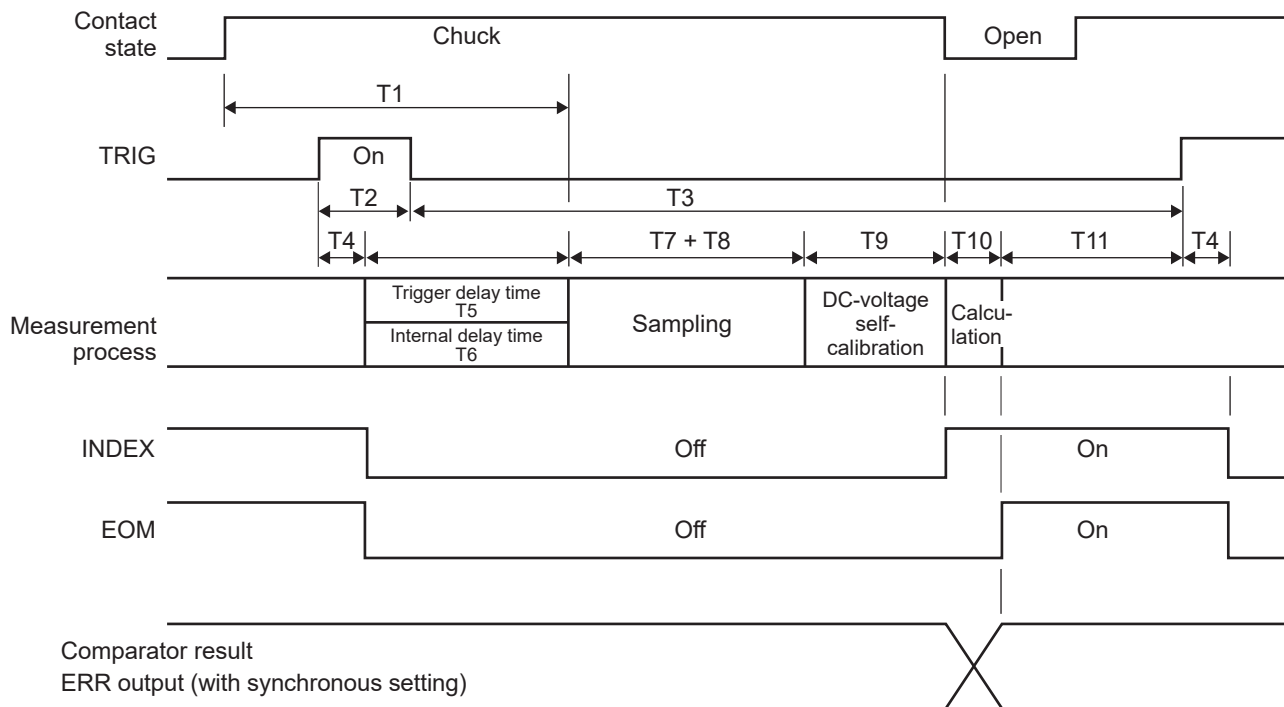 Contact
state
Chuck
Open
T1
TRIG
On
T2
T3
T4
T7 + T8
T9
T10
T11
T4
Measurement
process
Trigger delay time
T5
Internal delay time
T6
Sampling
DC-voltage
self-
calibration
Calcu-
lation
INDEX
Off
On
EOM
Off
On
Comparator result
ERR output (with synchronous setting)